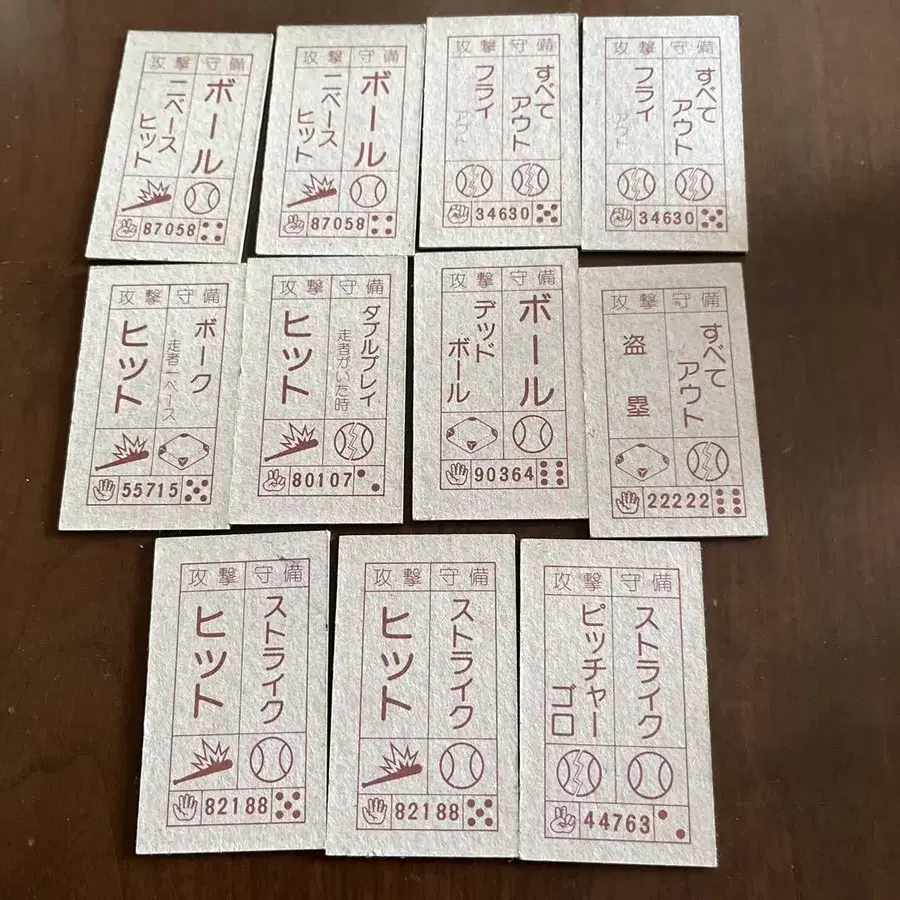 攻撃 守備
ボール
二ベース
ヒット
87058
攻撃 守備
ボール
二ベース
ヒット
87058
攻撃 守備
すべて
アウト
フライ
アウト
34630
攻撃 守備
すべて
アウト
フライ
アウト
34630
攻撃 守備
ボーク
走者一ベース
ヒット
55715
攻撃 守備
ダブルプレイ
走者がいた時
ヒット
80107
攻撃 守備
ボール
デッド
ボール
90364
攻撃 守備
すべて
アウト
盗塁
22222
攻撃 守備
ストライク
ヒット
82188
攻撃 守備
ストライク
ヒット
82188
攻撃 守備
ストライク
ピッチャー
ゴロ
44763